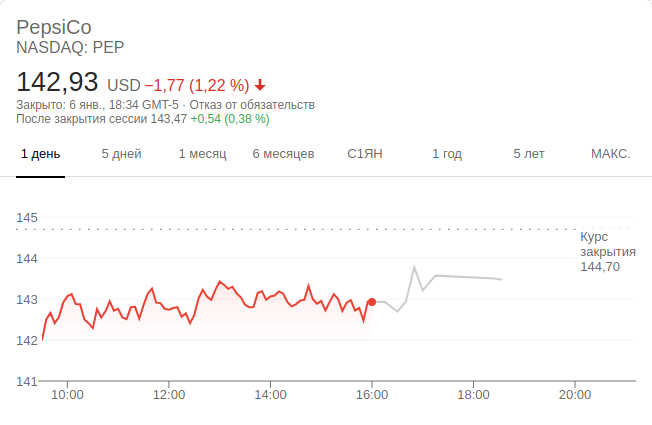 PepsiCo
NASDAQ: PEP
142,93 USD −1,77 (1,22 %)
Закрыто: 6 янв., 18:34 GMT-5 · Отказ от обязательств
После закрытия сессии 143,47 +0,54 (0,38 %)
1 день 5 дней 1 месяц 6 месяцев С1ЯН 1 год 5 лет МАКС.
145
Курс
закрытия
144,70
144
143
142
141
10:00 12:00 14:00 16:00 18:00 20:00